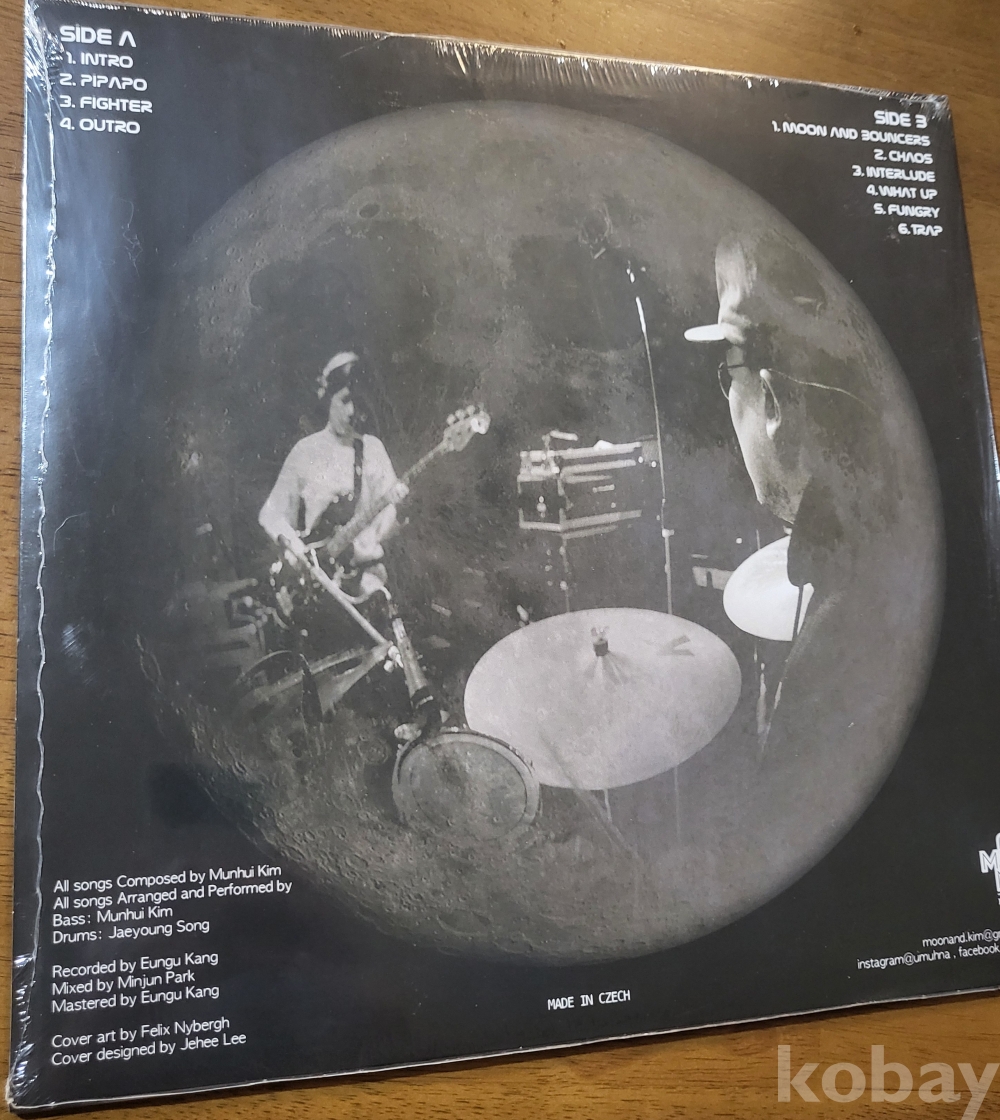 SIDE A
1. INTRO
2. PIPAPO
3. FIGHTER
4. OUTRO
SIDE B
1. MOON AND BOUNCERS
2. CHAOS
3. INTERLUDE
4. WHAT UP
5. FUNGRY
6. TRAP
All songs Composed by Munhui Kim
All songs Arranged and Performed by
Bass: Munhui Kim
Drums: Jaeyoung Song
Recorded by Eungu Kang
Mixed by Minjun Park
Mastered by Eungu Kang
Cover art by Felix Nybergh
Cover designed by Jehee Lee
MADE IN CZECH
moonand.kim@g
instagram@umuhna , facebook
kobay